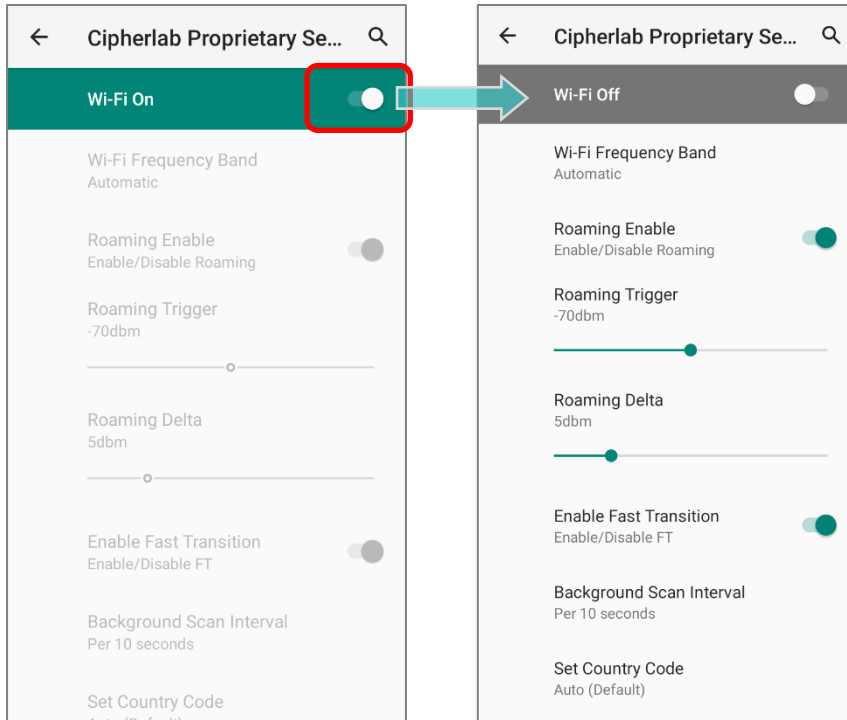 Cipherlab Proprietary Se...
Wi-Fi On
Wi-Fi Frequency Band
Automatic
Roaming Enable
Enable/Disable Roaming
Roaming Trigger
-70dbm
Roaming Delta
5dbm
Enable Fast Transition
Enable/Disable FT
Background Scan Interval
Per 10 seconds
Set Country Code
Auto (Default)
Cipherlab Proprietary Se...
Wi-Fi Off
Wi-Fi Frequency Band
Automatic
Roaming Enable
Enable/Disable Roaming
Roaming Trigger
-70dbm
Roaming Delta
5dbm
Enable Fast Transition
Enable/Disable FT
Background Scan Interval
Per 10 seconds
Set Country Code
Auto (Default)